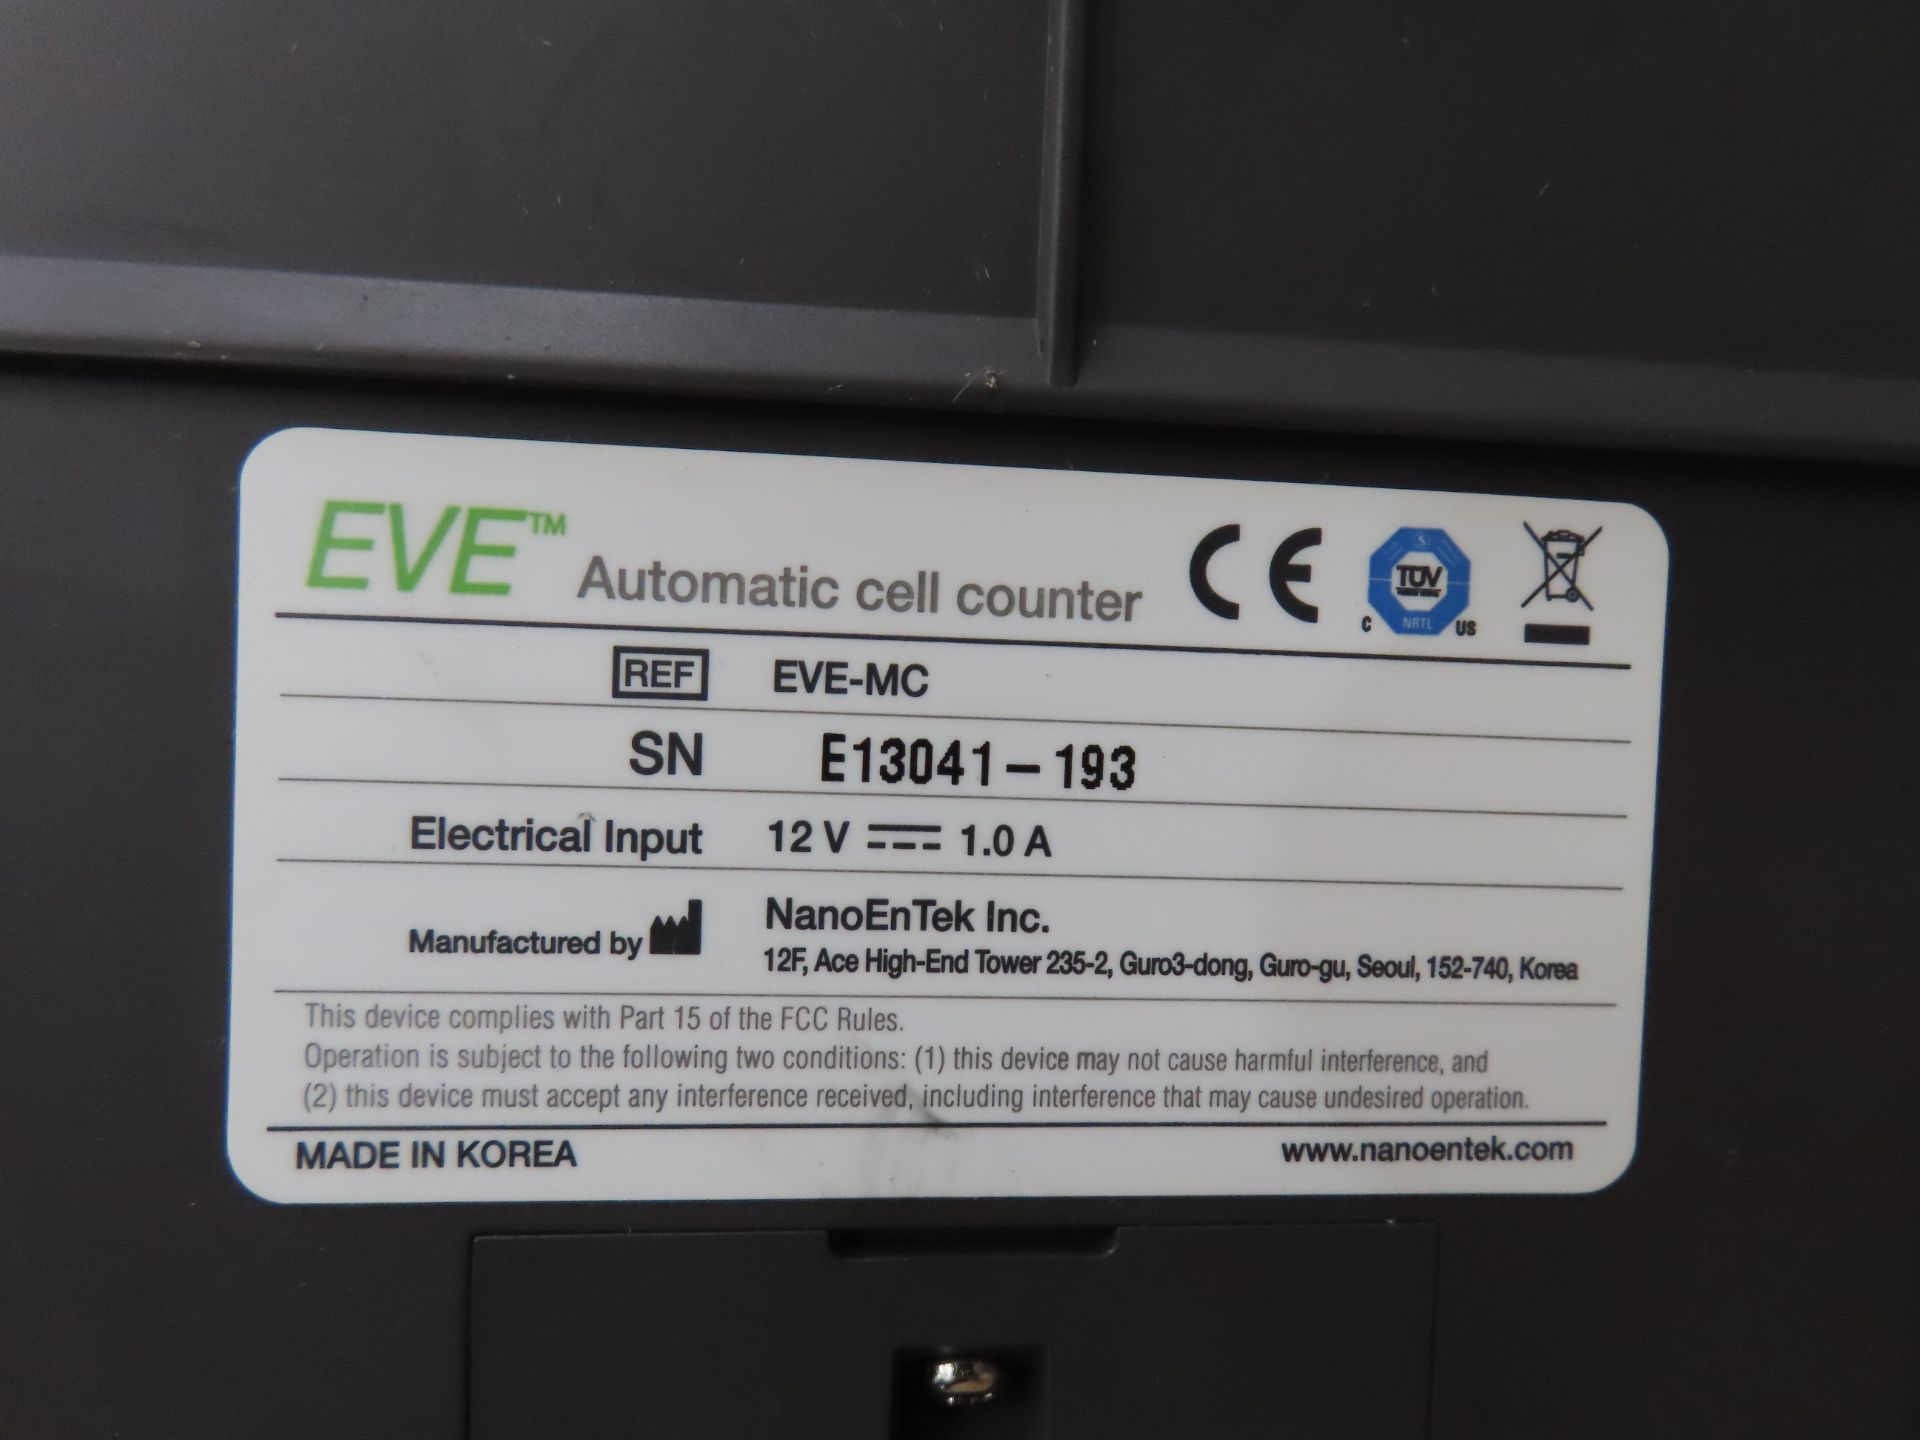 EVE™ Automatic cell counter
CE
TÜV
C NRTL US
REF EVE-MC
SN E13041-193
Electrical Input 12 V 1.0 A
Manufactured by NanoEnTek Inc.
12F, Ace High-End Tower 235-2, Guro3-dong, Guro-gu, Seoul, 152-740, Korea
This device complies with Part 15 of the FCC Rules.
Operation is subject to the following two conditions: (1) this device may not cause harmful interference, and
(2) this device must accept any interference received, including interference that may cause undesired operation.
MADE IN KOREA www.nanoentek.com